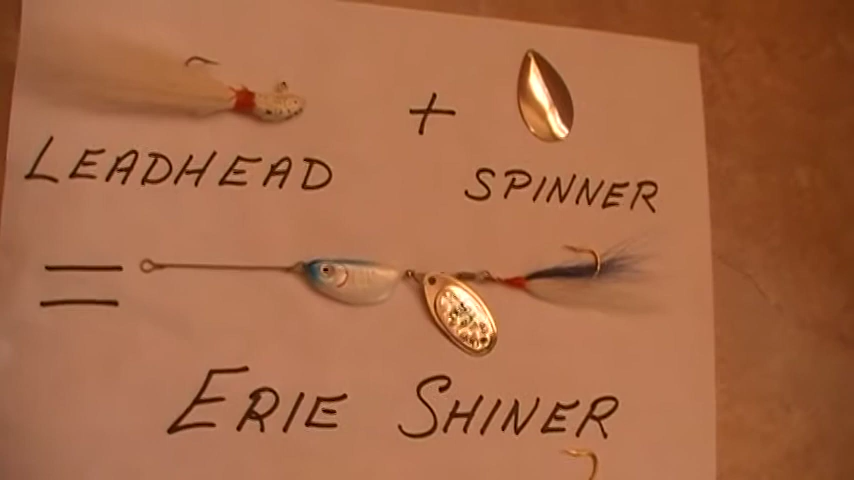 +
LEADHEAD
SPINNER
=
ERIE SHINER